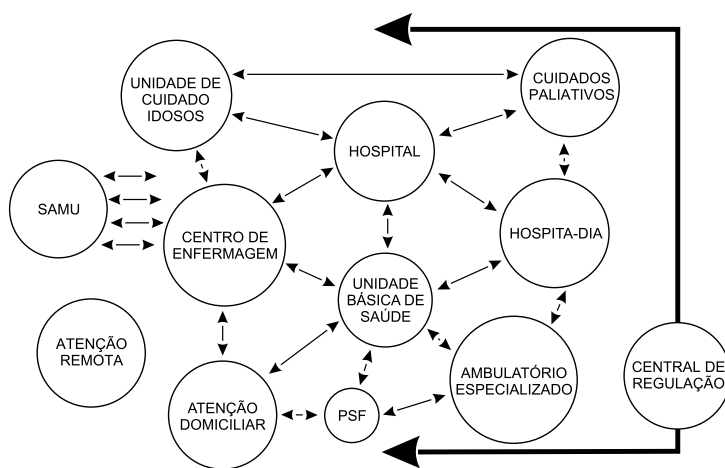 UNIDADE DE
CUIDADO
IDOSOS
CUIDADOS
PALIATIVOS
HOSPITAL
SAMU
CENTRO DE
ENFERMAGEM
HOSPITA-DIA
UNIDADE
BÁSICA DE
SAÚDE
ATENÇÃO
REMOTA
AMBULATÓRIO
ESPECIALIZADO
CENTRAL DE
REGULAÇÃO
ATENÇÃO
DOMICILIAR
PSF